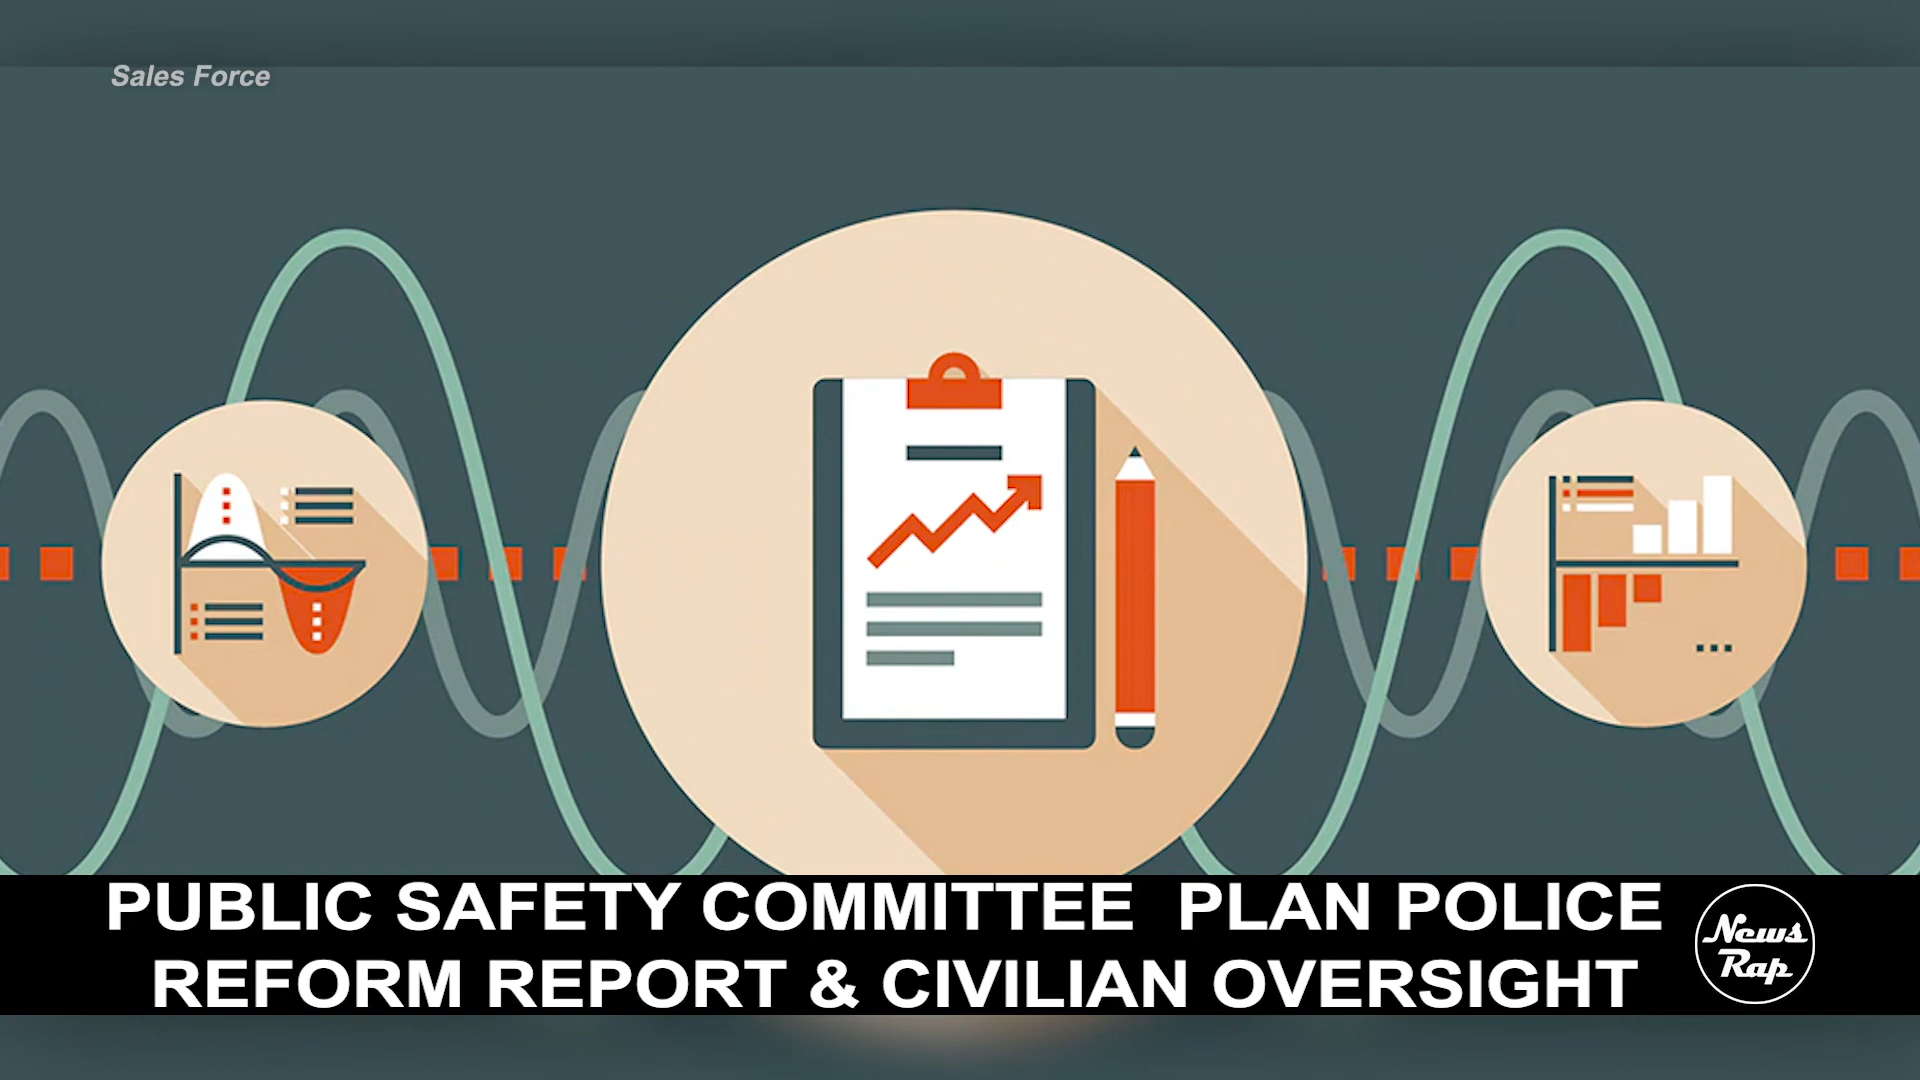 Sales Force
PUBLIC SAFETY COMMITTEE  PLAN POLICE
REFORM REPORT & CIVILIAN OVERSIGHT
News
Rap